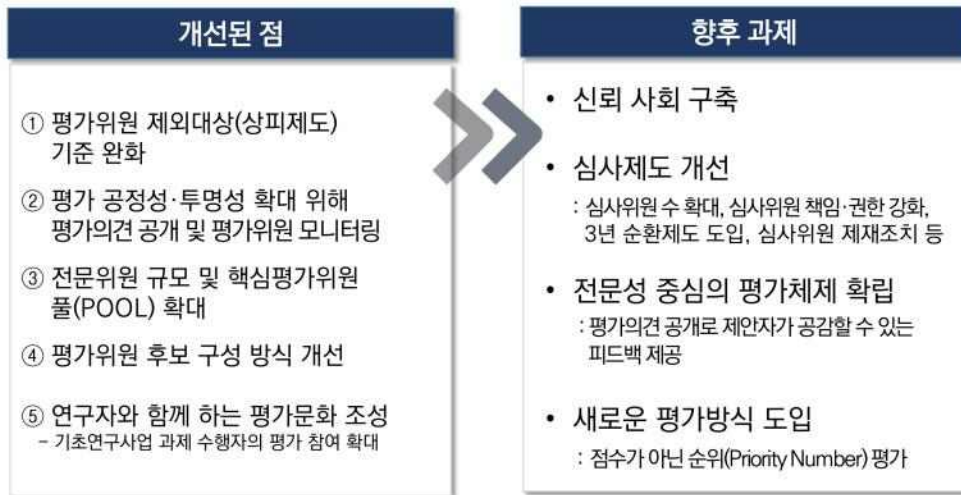 개선된 점
① 평가위원 제외대상(상피제도)
기준 완화
② 평가 공정성·투명성 확대 위해
평가의견 공개 및 평가위원 모니터링
③ 전문위원 규모 및 핵심평가위원
풀(POOL) 확대
④ 평가위원 후보 구성 방식 개선
⑤ 연구자와 함께 하는 평가문화 조성
- 기초연구사업 과제 수행자의 평가 참여 확대
향후 과제
• 신뢰 사회 구축
• 심사제도 개선
: 심사위원 수 확대, 심사위원 책임·권한 강화,
3년 순환제도 도입, 심사위원 제재조치 등
• 전문성 중심의 평가체제 확립
: 평가의견 공개로 제안자가 공감할 수 있는
피드백 제공
• 새로운 평가방식 도입
: 점수가 아닌 순위(Priority Number) 평가